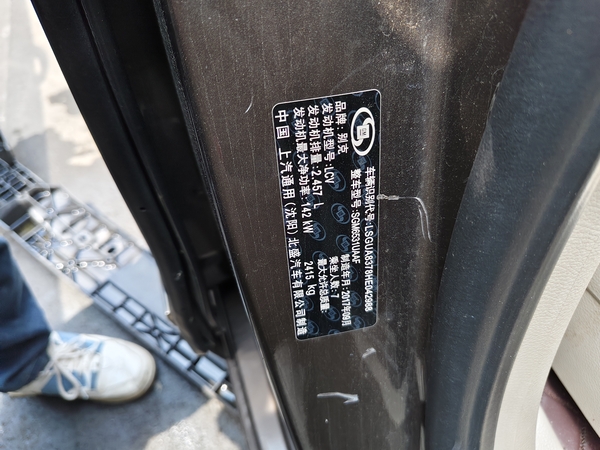 车辆识别代号:LSGUA8378HE042988
品牌:别克 整车型号:SGM6531UAAF
发动机型号:LCV 制造年月:2017年09月
发动机排量:2.457 L 乘坐人数:7
发动机最大净功率:142 kW 最大允许总质量: 2415 kg
中国 上汽通用(沈阳)北盛汽车有限公司制造